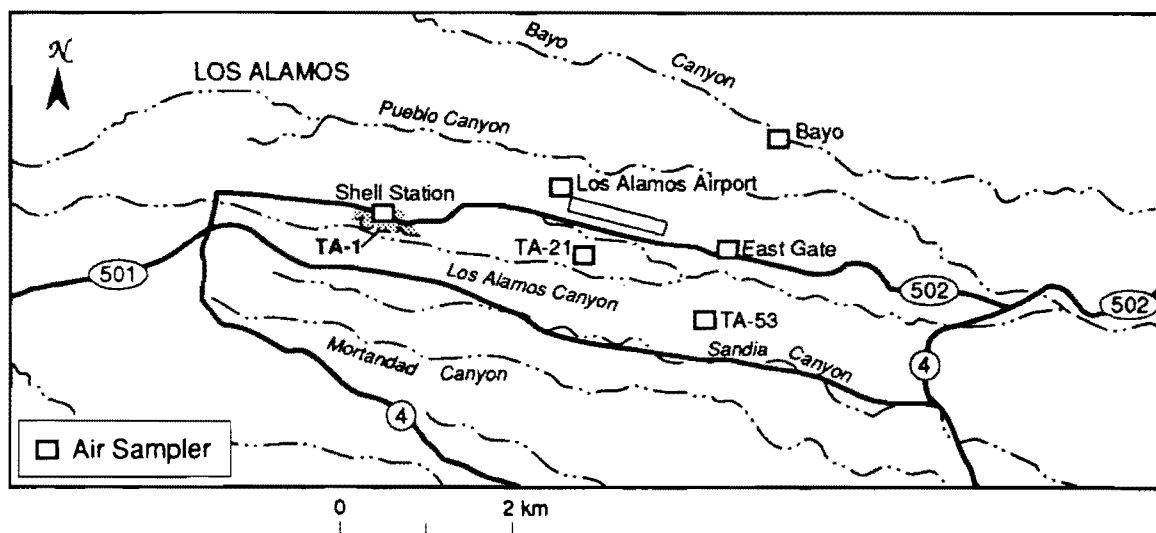 N
Bayo
Canyon
LOS ALAMOS
Pueblo Canyon
Bayo
Shell Station
Los Alamos Airport
TA-1
TA-21
East Gate
501
Los Alamos Canyon
502
502
TA-53
Sandia
Canyon
Mortandad
Canyon
4
4
Air Sampler
0
2 km